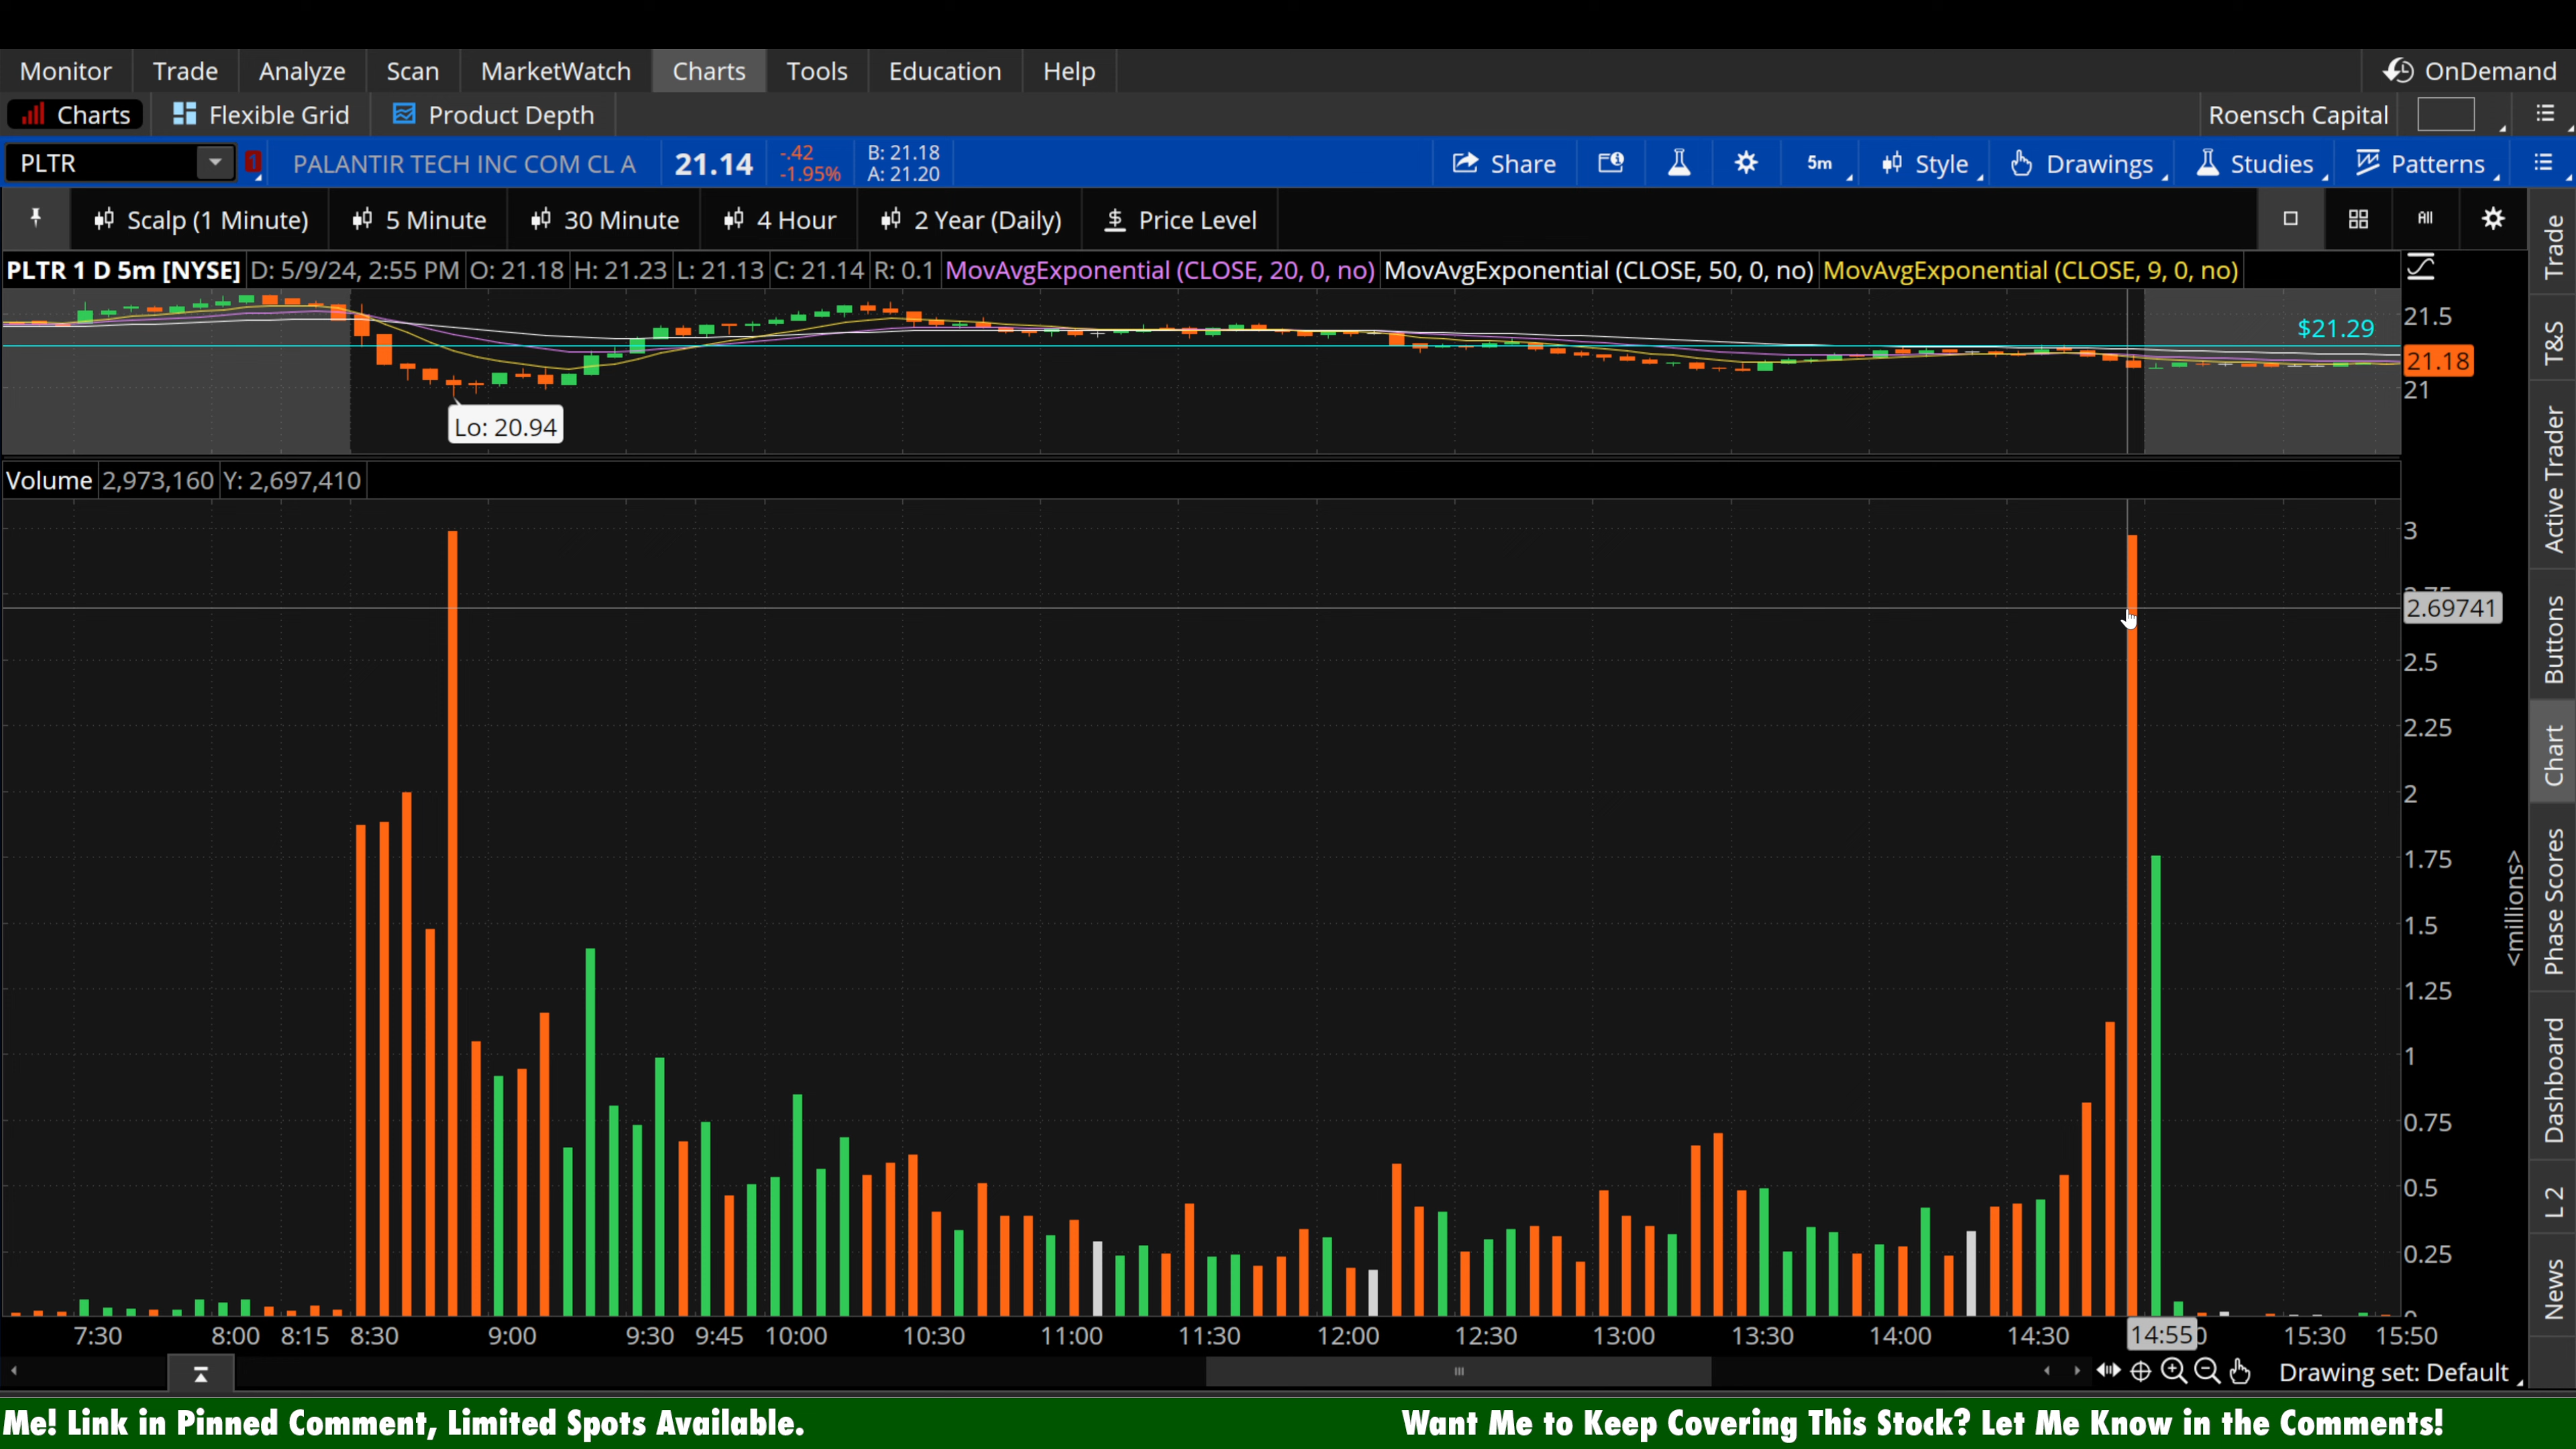 Monitor Trade Analyze Scan MarketWatch Charts Tools Education Help OnDemand
Charts Flexible Grid Product Depth Roensch Capital
PLTR 1 PALANTIR TECH INC COM CL A 21.14 -.42 B: 21.18 Share 5m Style Drawings Studies Patterns
-1.95% A: 21.20
Scalp (1 Minute) 5 Minute 30 Minute 4 Hour 2 Year (Daily) $ Price Level All
PLTR 1 D 5m [NYSE] D: 5/9/24, 2:55 PM O: 21.18 H: 21.23 L: 21.13 C: 21.14 R: 0.1 MovAvgExponential (CLOSE, 20, 0, no) MovAvgExponential (CLOSE, 50, 0, no) MovAvgExponential (CLOSE, 9, 0, no)
21.5
$21.29
21.18
21
Lo: 20.94
Volume 2,973,160 Y: 2,697,410
3
2.69741
2.5
2.25
2
1.75
1.5
1.25
1
0.75
0.5
0.25
<millions>
7:30 8:00 8:15 8:30 9:00 9:30 9:45 10:00 10:30 11:00 11:30 12:00 12:30 13:00 13:30 14:00 14:30 14:55 15:30 15:50
Drawing set: Default
Trade
T&S
Active Trader
Buttons
Chart
Phase Scores
Dashboard
L 2
News
Me! Link in Pinned Comment, Limited Spots Available. Want Me to Keep Covering This Stock? Let Me Know in the Comments!